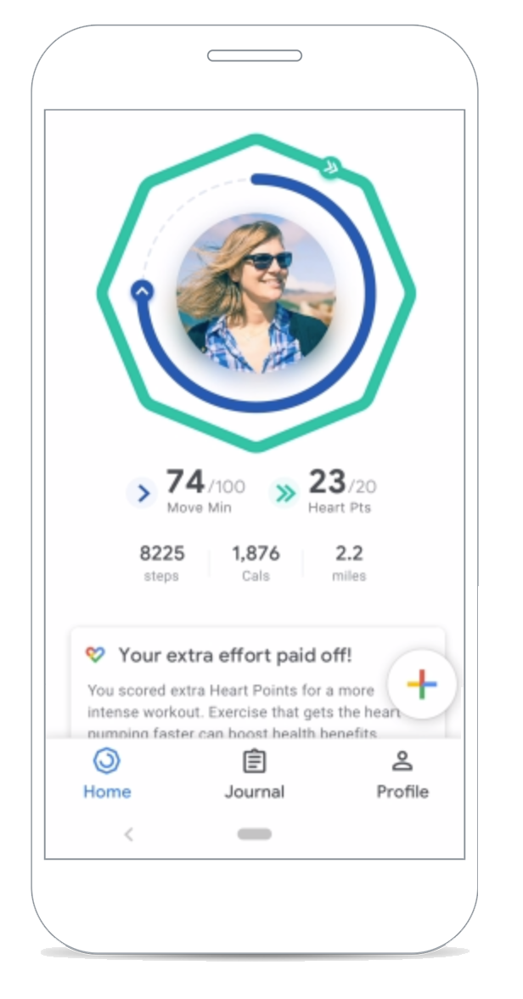 74/100 23/20
Move Min Heart Pts
8225 1,876 2.2
steps Cals miles
Your extra effort paid off!
You scored extra Heart Points for a more
intense workout. Exercise that gets the heart
pumping faster can boost health benefits
Home Journal Profile